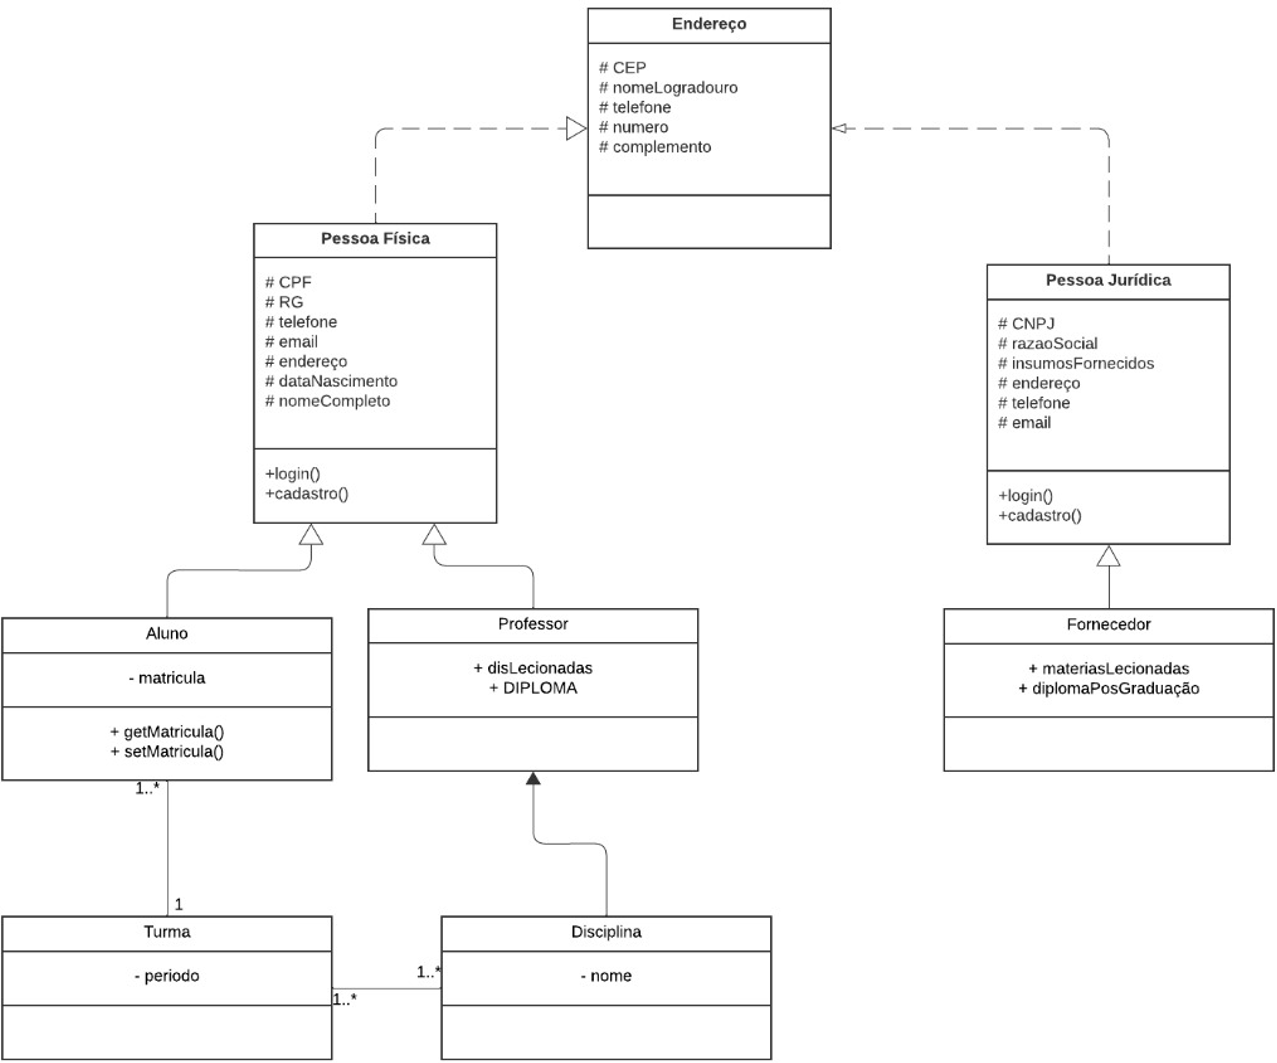 Endereço
# CEP
# nomeLogradouro
# telefone
# numero
# complemento
Pessoa Física
# CPF
# RG
# telefone
# email
# endereço
# dataNascimento
# nomeCompleto
+login()
+cadastro()
Pessoa Jurídica
# CNPJ
# razaoSocial
# insumosFornecidos
# endereço
# telefone
# email
+login()
+cadastro()
Aluno
- matricula
+ getMatricula()
+ setMatricula()
Professor
+ disLecionadas
+ DIPLOMA
Fornecedor
+ materiasLecionadas
+ diplomaPosGraduação
1..*
1
Turma
- periodo
1..*
1..*
Disciplina
- nome